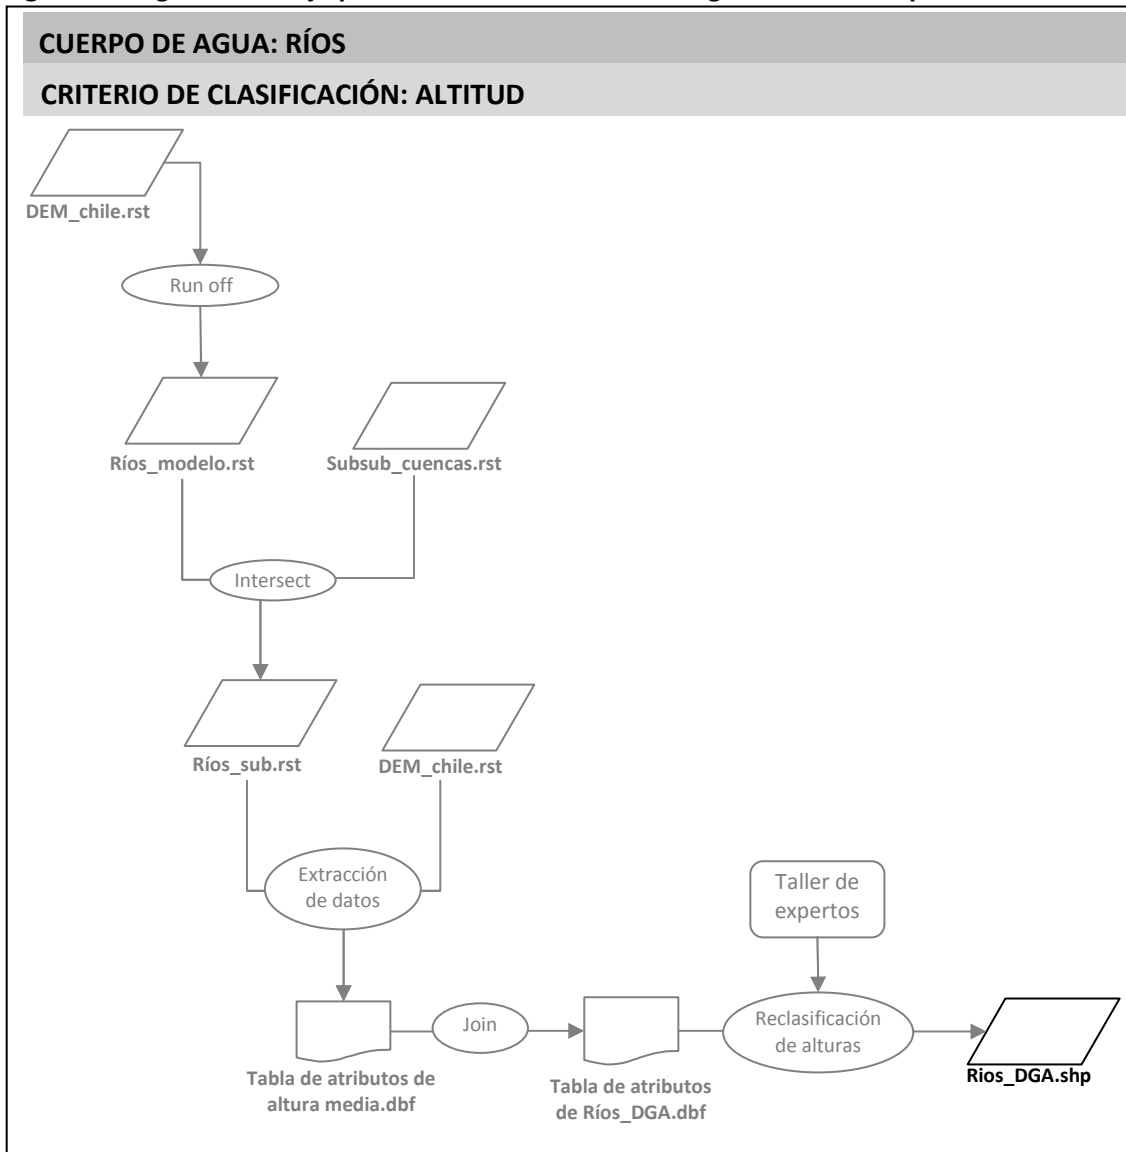 CUERPO DE AGUA: RÍOS
CRITERIO DE CLASIFICACIÓN: ALTITUD
DEM_chile.rst
Run off
Ríos_modelo.rst
Subsub_cuencas.rst
Intersect
Ríos_sub.rst
DEM_chile.rst
Extracción
de datos
Taller de
expertos
Join
Reclasificación
de alturas
Tabla de atributos de
altura media.dbf
Tabla de atributos
de Ríos_DGA.dbf
Rios_DGA.shp